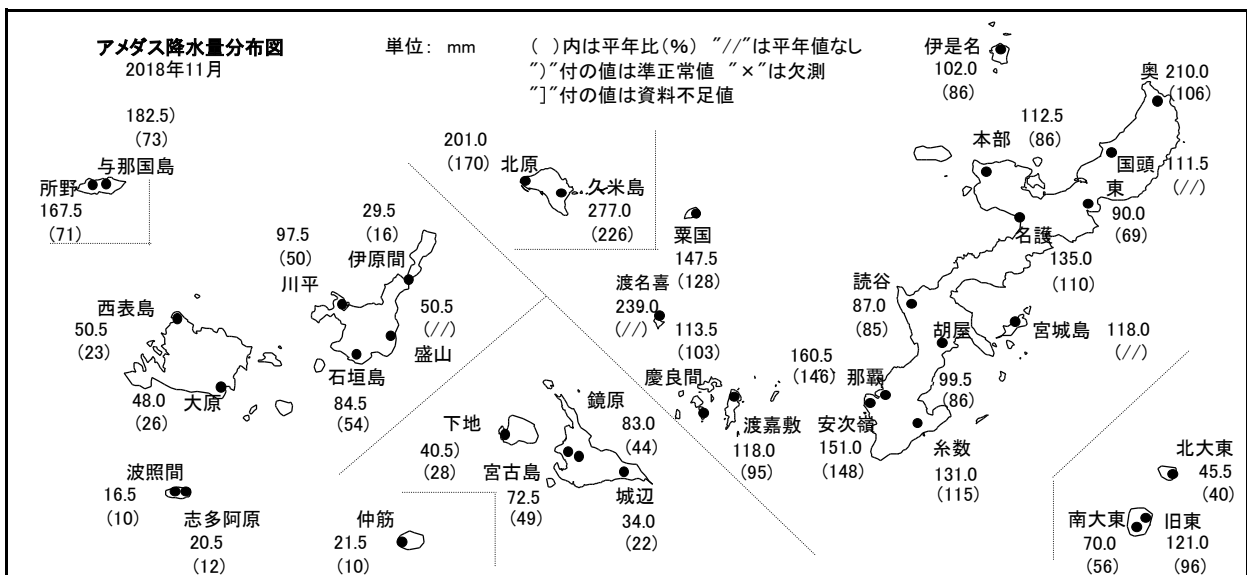 アメダス降水量分布図
2018年11月
単位: mm
( )内は平年比(%) "//"は平年値なし
")"付の値は準正常値 "×"は欠測
"]"付の値は資料不足値
伊是名
102.0
(86)
奥 210.0
(106)
182.5)
(73)
与那国島
所野
167.5
(71)
201.0
(170)
北原
久米島
277.0
(226)
112.5
(86)
本部
国頭 111.5
(//)
東
90.0
(69)
名護
135.0
(110)
粟国
147.5
(128)
渡名喜
239.0
(//)
113.5
(103)
慶良間
29.5
(16)
伊原間
97.5
(50)
川平
50.5
(//)
盛山
石垣島
84.5
(54)
西表島
50.5
(23)
48.0
(26)
大原
読谷
87.0
(85)
胡屋
99.5
(86)
宮城島 118.0
(//)
160.5
(146)
那覇
安次嶺
151.0
(148)
渡嘉敷
118.0
(95)
糸数
131.0
(115)
鏡原
83.0
(44)
下地
40.5)
(28)
宮古島
72.5
(49)
城辺
34.0
(22)
波照間
16.5
(10)
志多阿原
20.5
(12)
仲筋
21.5
(10)
北大東
45.5
(40)
南大東
70.0
(56)
旧東
121.0
(96)